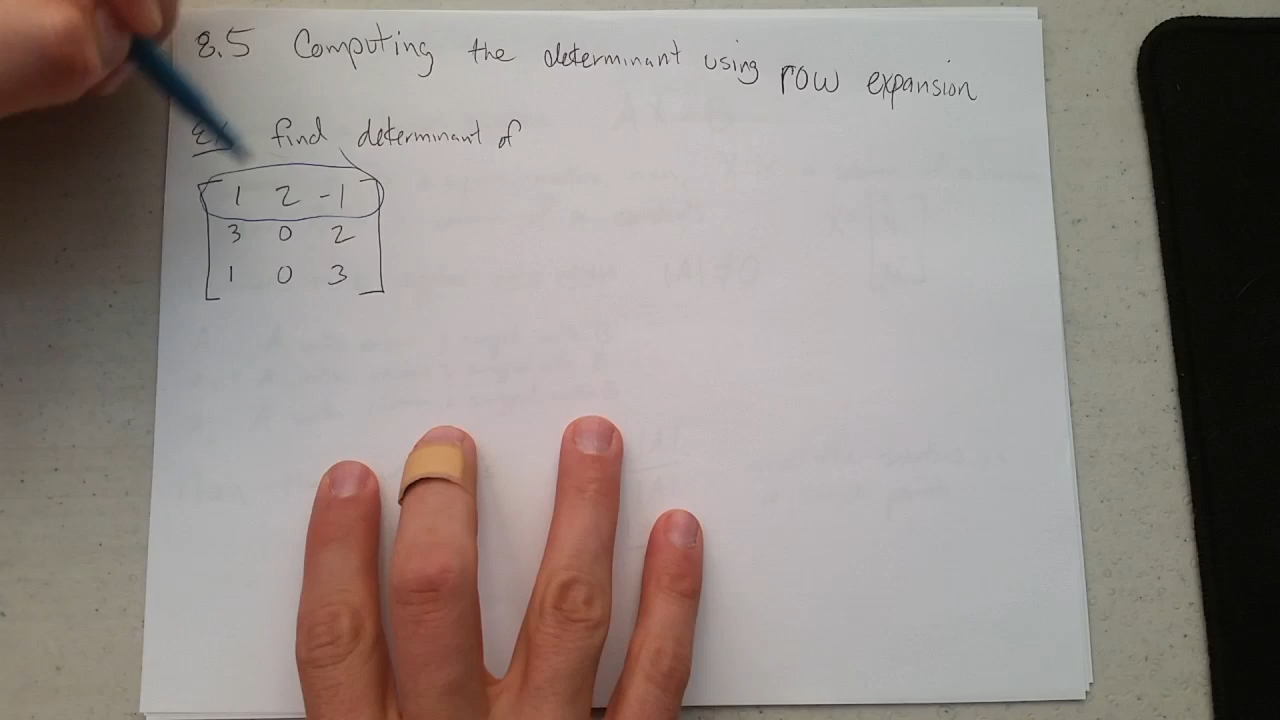 8.5 Computing the determinant using row expansion
Ex find determinant of
1 2 -1
3 0 2
1 0 3